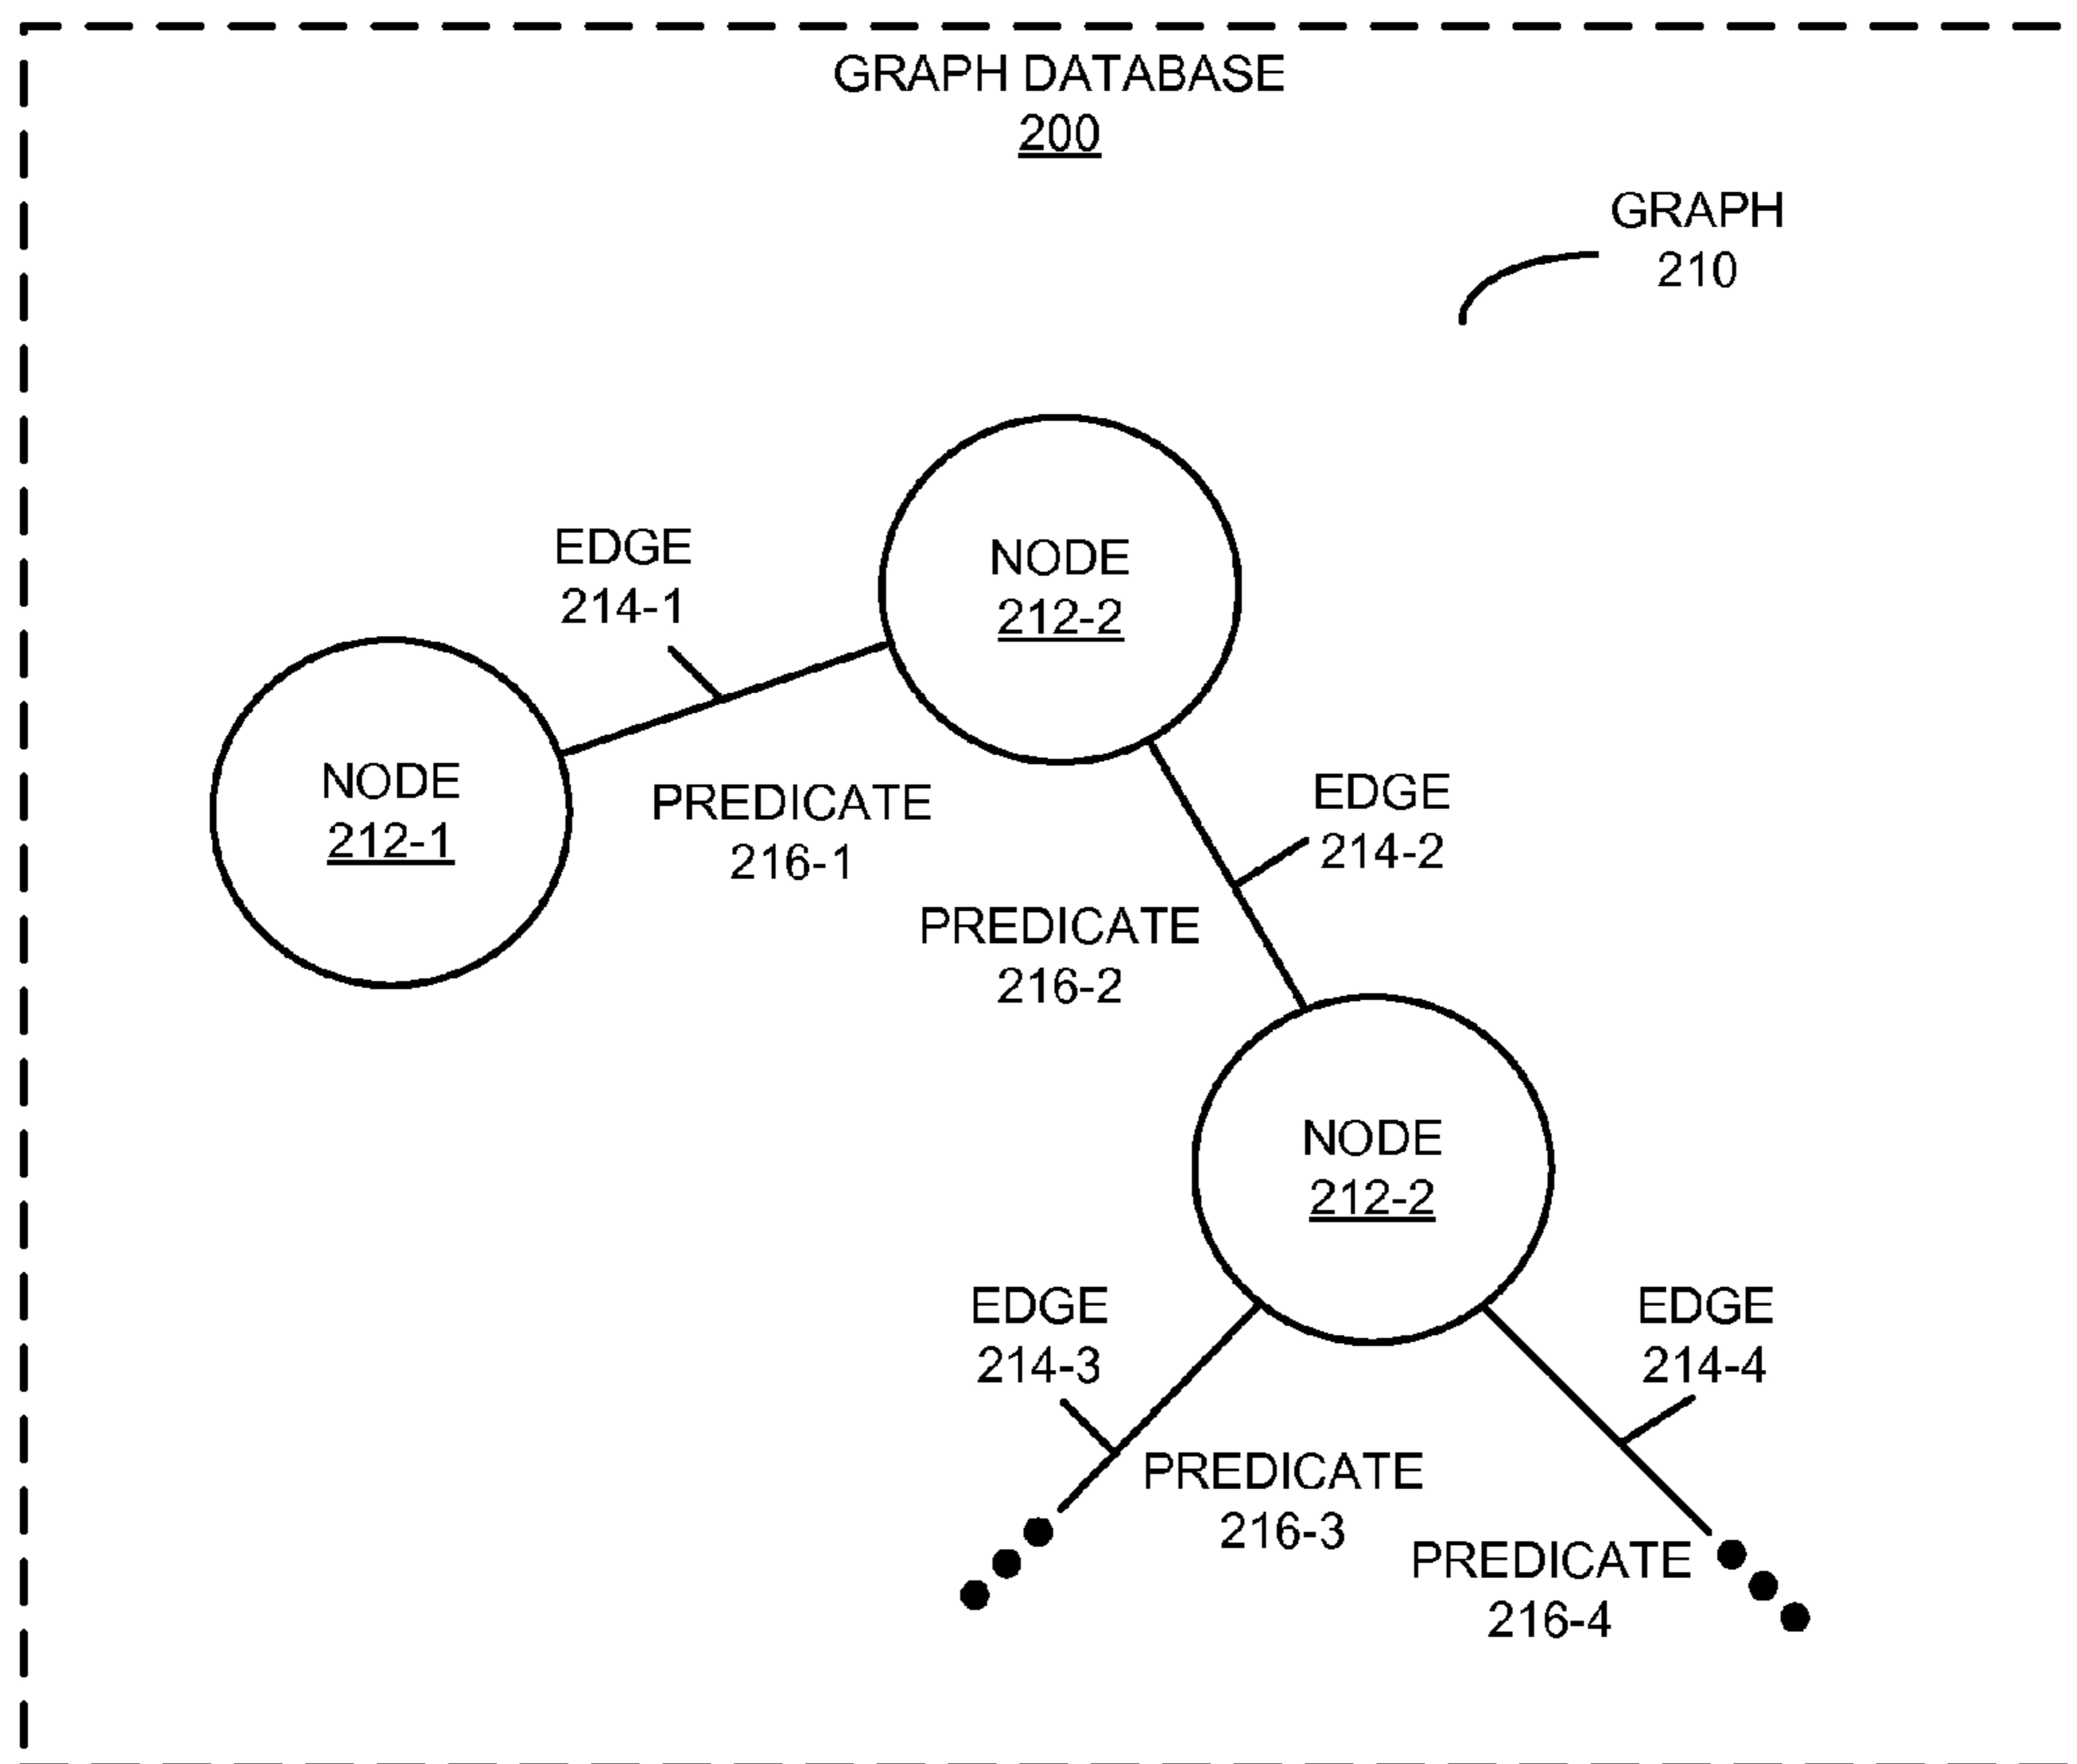 GRAPH DATABASE
200
GRAPH
210
EDGE
214-1
NODE
212-2
NODE
212-1
PREDICATE
216-1
EDGE
214-2
PREDICATE
216-2
NODE
212-2
EDGE
214-3
EDGE
214-4
PREDICATE
216-3
PREDICATE
216-4